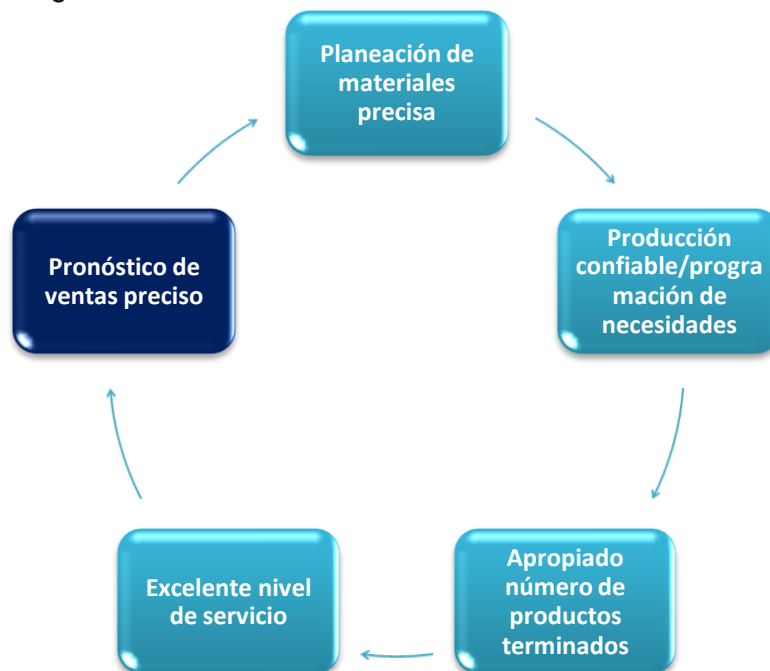 Planeación de
materiales
precisa
Producción
confiable/progra
mación de
necesidades
Apropiado
número de
productos
terminados
Excelente nivel
de servicio
Pronóstico de
ventas preciso